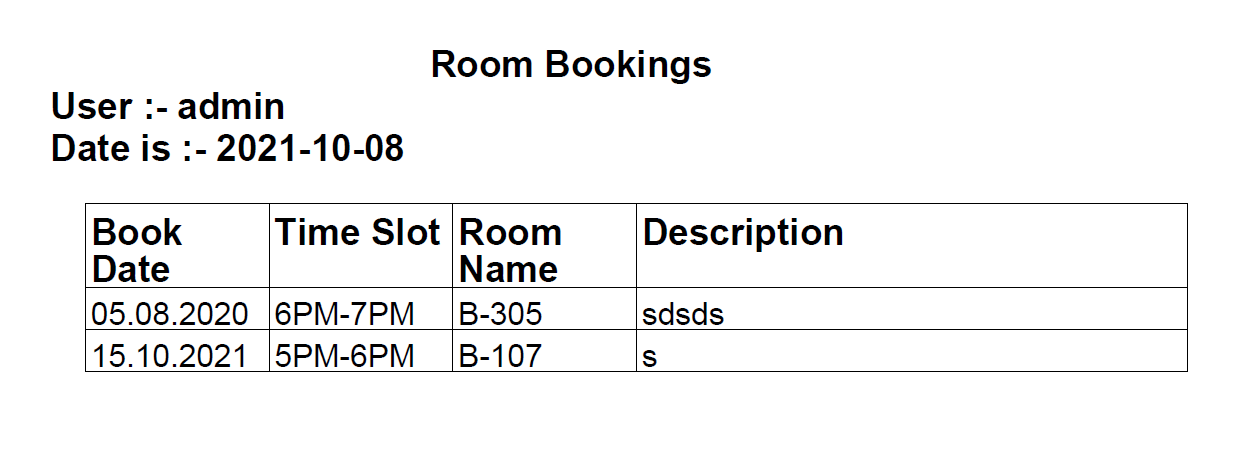 Room Bookings
User :- admin
Date is :- 2021-10-08
Book Date Time Slot Room Name Description
05.08.2020 6PM-7PM B-305 sdsds
15.10.2021 5PM-6PM B-107 s